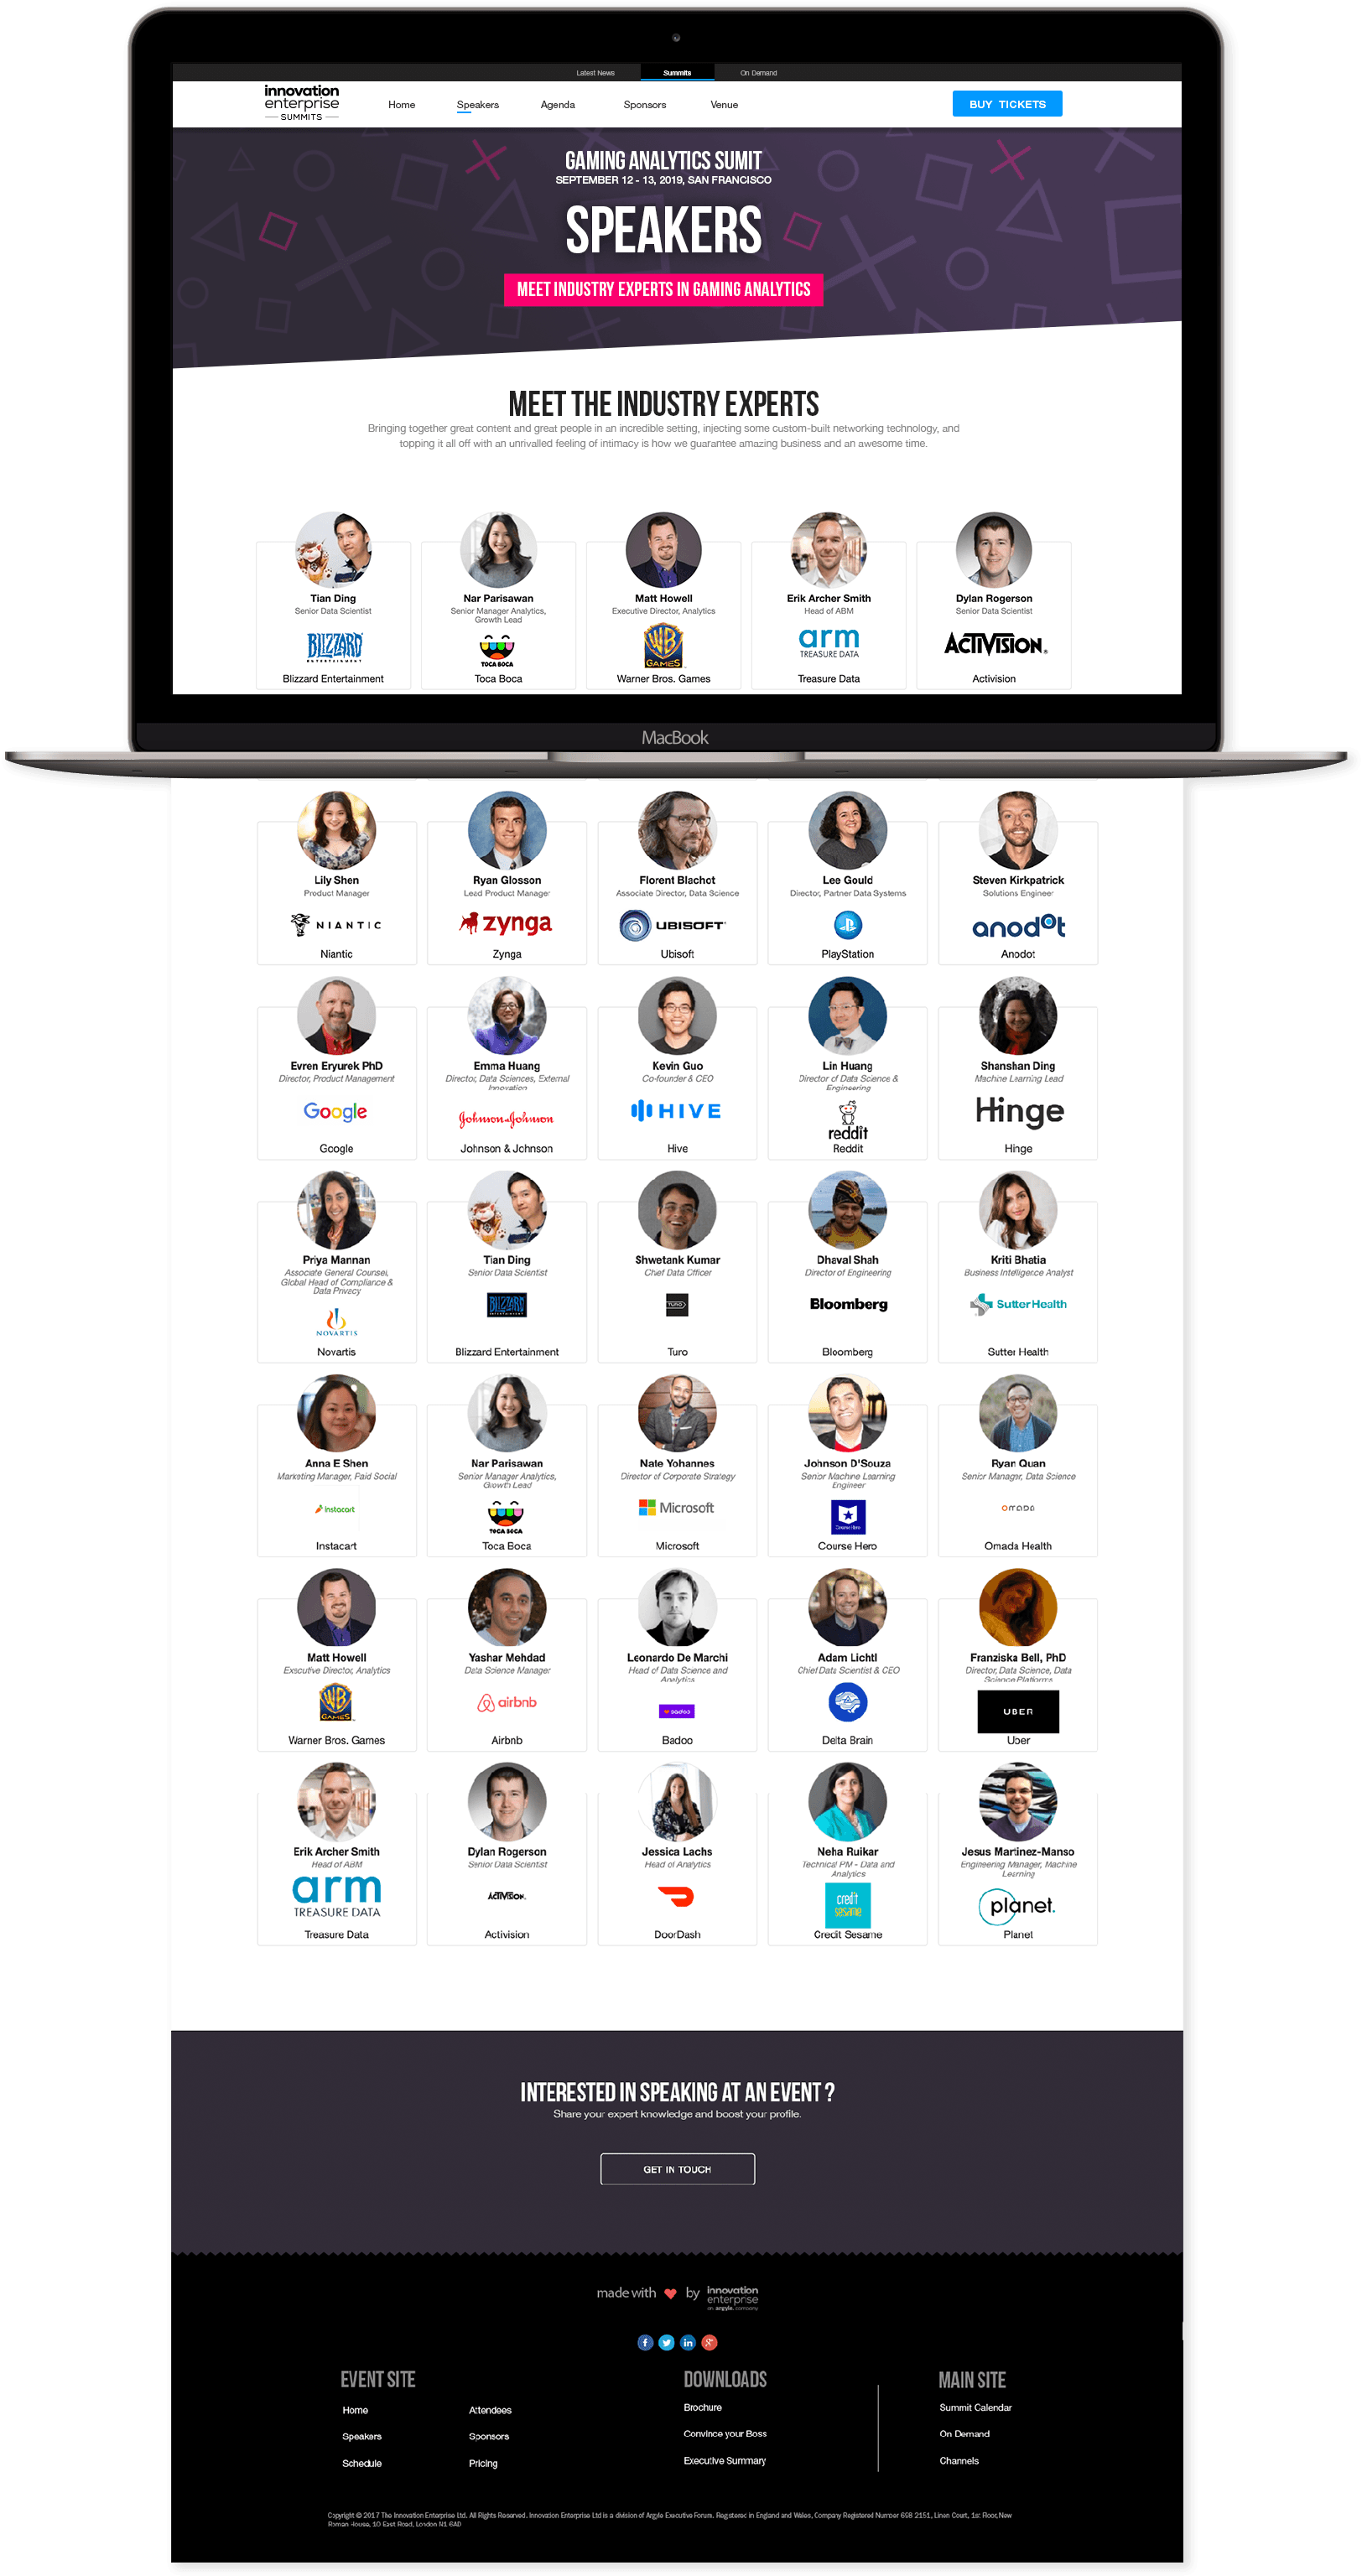 Latest News Summits On Demand
innovation
enterprise
SUMMITS
Home Speakers Agenda Sponsors Venue BUY TICKETS
GAMING ANALYTICS SUMIT
SEPTEMBER 12 - 13, 2019, SAN FRANCISCO
SPEAKERS
MEET INDUSTRY EXPERTS IN GAMING ANALYTICS
MEET THE INDUSTRY EXPERTS
Bringing together great content and great people in an incredible setting, injecting some custom-built networking technology, and
topping it all off with an unrivalled feeling of intimacy is how we guarantee amazing business and an awesome time.
Tian Ding
Senior Data Scientist
BLIZZARD
ENTERTAINMENT
Blizzard Entertainment
Nar Parisawan
Senior Manager Analytics,
Growth Lead
TOCA BOCA
Toca Boca
Matt Howell
Executive Director, Analytics
WB
GAMES
Warner Bros. Games
Erik Archer Smith
Head of ABM
arm
TREASURE DATA
Treasure Data
Dylan Rogerson
Senior Data Scientist
ACTIVISION®
Activision
MacBook
Lily Shen
Product Manager
NIANTIC
Niantic
Ryan Glosson
Lead Product Manager
zynga
Zynga
Florent Blachot
Associate Director, Data Science
UBISOFT
Ubisoft
Lee Gould
Director, Partner Data Systems
PlayStation
Steven Kirkpatrick
Solutions Engineer
anodot
Anodot
Evren Eryurek PhD
Director, Product Management
Google
Google
Emma Huang
Director, Data Sciences, External
Innovation
Johnson & Johnson
Johnson & Johnson
Kevin Guo
Co-founder & CEO
HIVE
Hive
Lin Huang
Director of Data Science &
Engineering
reddit
Reddit
Shanshan Ding
Machine Learning Lead
Hinge
Hinge
Priya Mannan
Associate General Counsel,
Global Head of Compliance &
Data Privacy
NOVARTIS
Novartis
Tian Ding
Senior Data Scientist
BLIZZARD
ENTERTAINMENT
Blizzard Entertainment
Shwetank Kumar
Chief Data Officer
TURO
Turo
Dhaval Shah
Director of Engineering
Bloomberg
Bloomberg
Kriti Bhatia
Business Intelligence Analyst
Sutter Health
Sutter Health
Anna E Shen
Marketing Manager, Paid Social
instacart
Instacart
Nar Parisawan
Senior Manager Analytics,
Growth Lead
TOCA BOCA
Toca Boca
Nate Yohannes
Director of Corporate Strategy
Microsoft
Microsoft
Johnson D'Souza
Senior Machine Learning
Engineer
Course Hero
Course Hero
Ryan Quan
Senior Manager, Data Science
omada
Omada Health
Matt Howell
Executive Director, Analytics
WB
GAMES
Warner Bros. Games
Yashar Mehdad
Data Science Manager
airbnb
Airbnb
Leonardo De Marchi
Head of Data Science and
Analytics
badoo
Badoo
Adam Lichtl
Chief Data Scientist & CEO
Delta Brain
Franziska Bell, PhD
Director, Data Science, Data
Science Platforms
UBER
Uber
Erik Archer Smith
Head of ABM
arm
TREASURE DATA
Treasure Data
Dylan Rogerson
Senior Data Scientist
ACTIVISION.
Activision
Jessica Lachs
Head of Analytics
DoorDash
Neha Ruikar
Technical PM - Data and
Analytics
credit
sesame
Credit Sesame
Jesus Martinez-Manso
Engineering Manager, Machine
Learning
planet.
Planet
INTERESTED IN SPEAKING AT AN EVENT ?
Share your expert knowledge and boost your profile.
GET IN TOUCH
made with by innovation
enterprise
an argyle. company
f in g+
EVENT SITE
Home Attendees
Speakers Sponsors
Schedule Pricing
DOWNLOADS
Brochure
Convince your Boss
Executive Summary
MAIN SITE
Summit Calendar
On Demand
Channels
Copyright © 2017 The Innovation Enterprise Ltd. All Rights Reserved. Innovation Enterprise Ltd is a division of Argyle Executive Forum. Registered in England and Wales, Company Registered Number 698 2151, Linen Court, 1st Floor, New
Roman House, 10 East Road, London N1 6AD